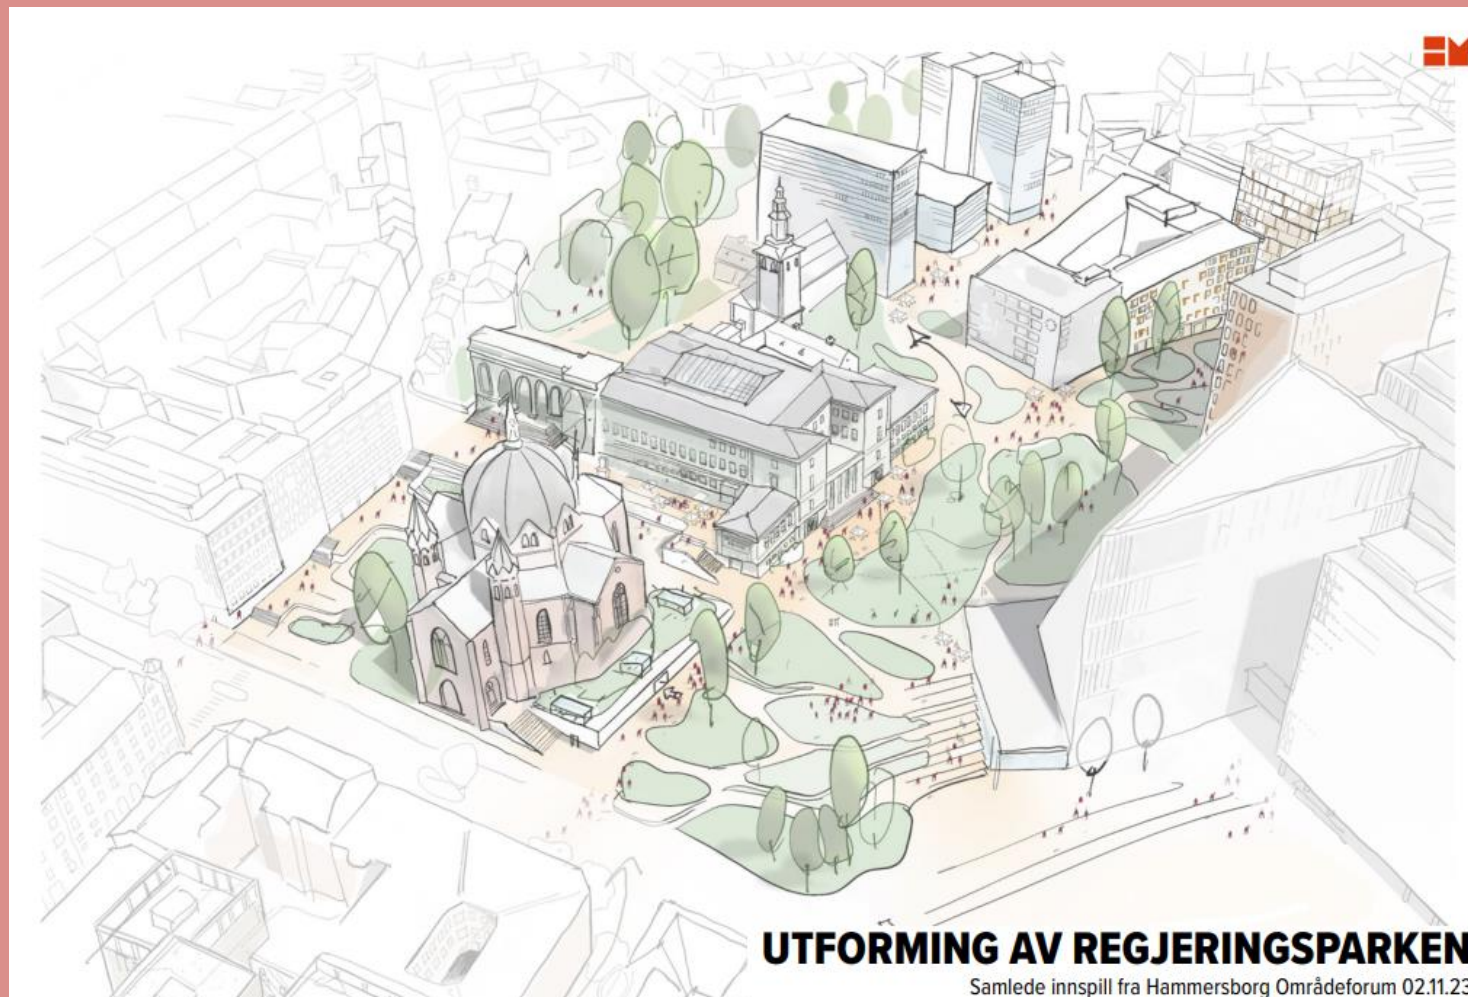 UTFORMING AV REGJERINGSPARKEN
Samlede innspill fra Hammersborg Områdeforum 02.11.23